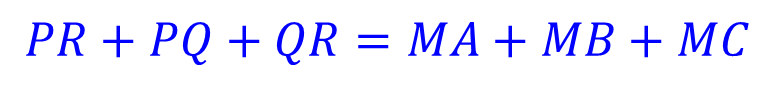 PR + PQ + QR = MA + MB + MC